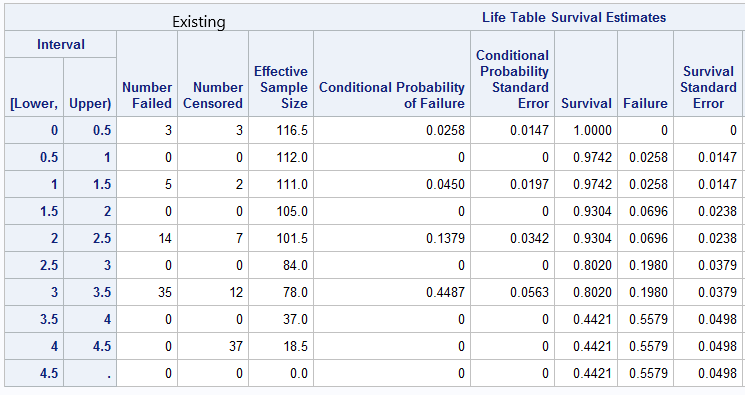 Existing
Life Table Survival Estimates
Interval
[Lower, Upper) Number Failed Number Censored Effective Sample Size Conditional Probability of Failure Conditional Probability Standard Error Survival Failure Survival Standard Error
0 0.5 3 3 116.5 0.0258 0.0147 1.0000 0 0
0.5 1 0 0 112.0 0 0 0.9742 0.0258 0.0147
1 1.5 5 2 111.0 0.0450 0.0197 0.9742 0.0258 0.0147
1.5 2 0 0 105.0 0 0 0.9304 0.0696 0.0238
2 2.5 14 7 101.5 0.1379 0.0342 0.9304 0.0696 0.0238
2.5 3 0 0 84.0 0 0 0.8020 0.1980 0.0379
3 3.5 35 12 78.0 0.4487 0.0563 0.8020 0.1980 0.0379
3.5 4 0 0 37.0 0 0 0.4421 0.5579 0.0498
4 4.5 0 37 18.5 0 0 0.4421 0.5579 0.0498
4.5 . 0 0 0.0 0 0 0.4421 0.5579 0.0498